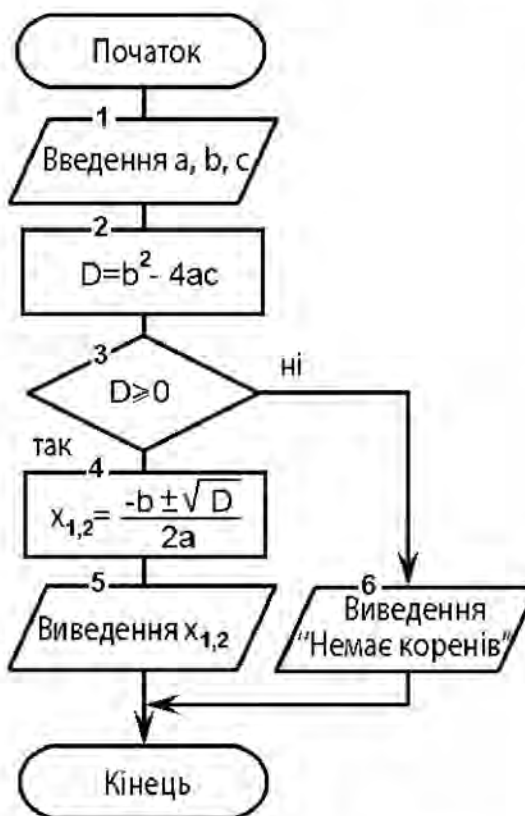 Початок
1
Введення a, b, c
2
D=b²- 4ac
3
D⩾0
ні
так
4
x₁,₂= (-b ± √D) / 2a
5
Виведення x₁,₂
6
Виведення
"Немає коренів"
Кінець